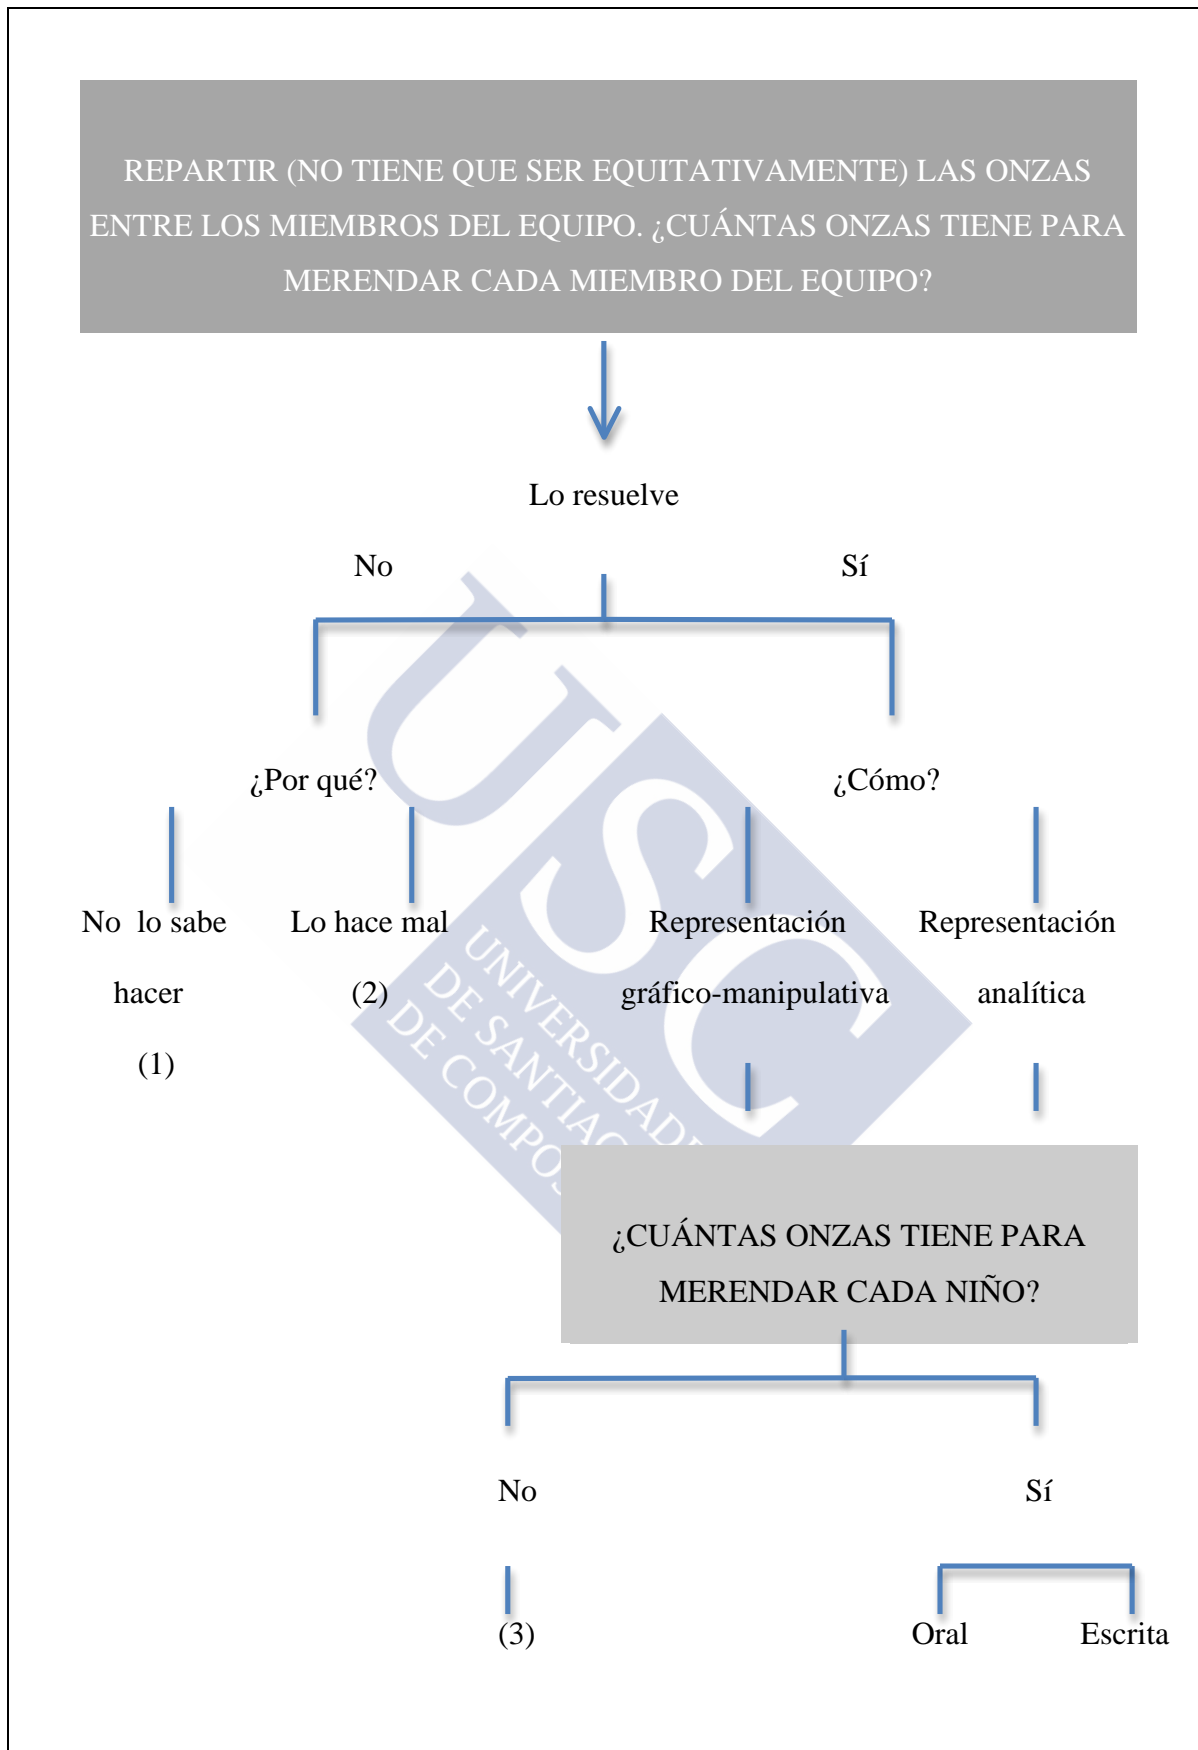 REPARTIR (NO TIENE QUE SER EQUITATIVAMENTE) LAS ONZAS
ENTRE LOS MIEMBROS DEL EQUIPO. ¿CUÁNTAS ONZAS TIENE PARA
MERENDAR CADA MIEMBRO DEL EQUIPO?
Lo resuelve
No Sí
¿Por qué? ¿Cómo?
No lo sabe
hacer
(1)
Lo hace mal
(2)
Representación
gráfico-manipulativa
Representación
analítica
USC
UNIVERSIDADE
DE SANTIAGO
¿CUÁNTAS ONZAS TIENE PARA
MERENDAR CADA NIÑO?
No Sí
(3) Oral Escrita